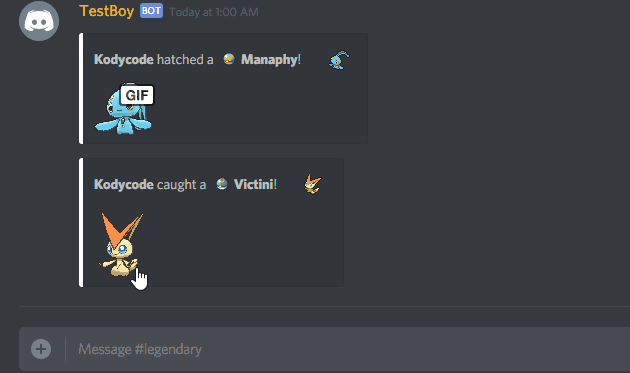 TestBoy BOT Today at 1:00 AM
Kodycode hatched a Manaphy!
GIF
Kodycode caught a Victini!
Message #legendary